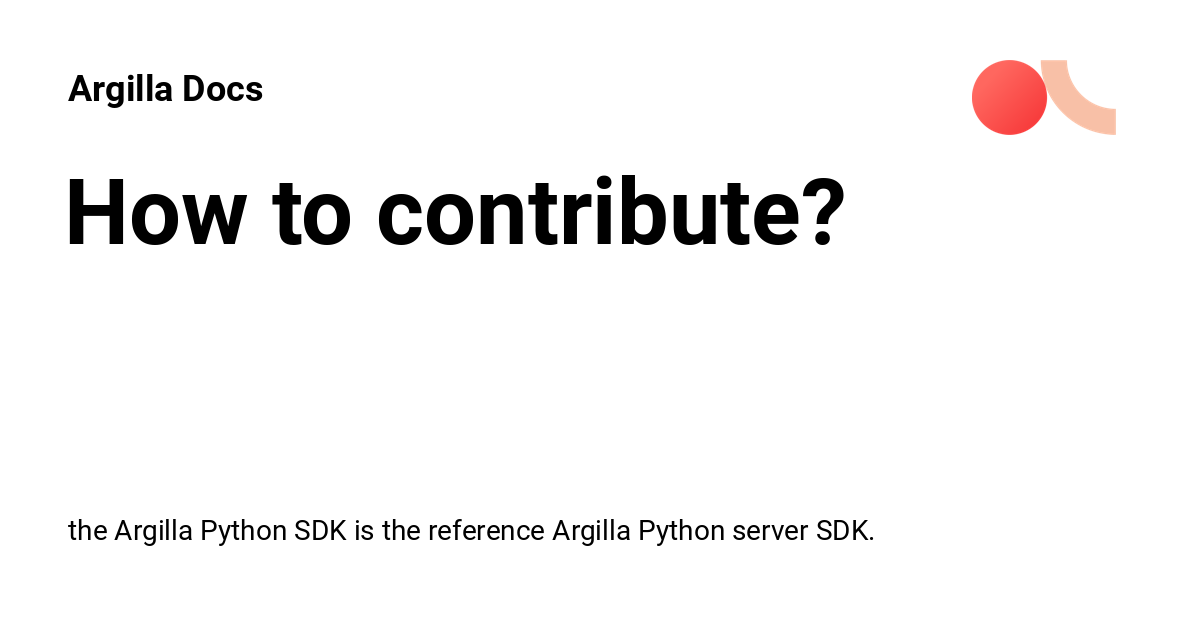 Argilla Docs
How to contribute?
the Argilla Python SDK is the reference Argilla Python server SDK.